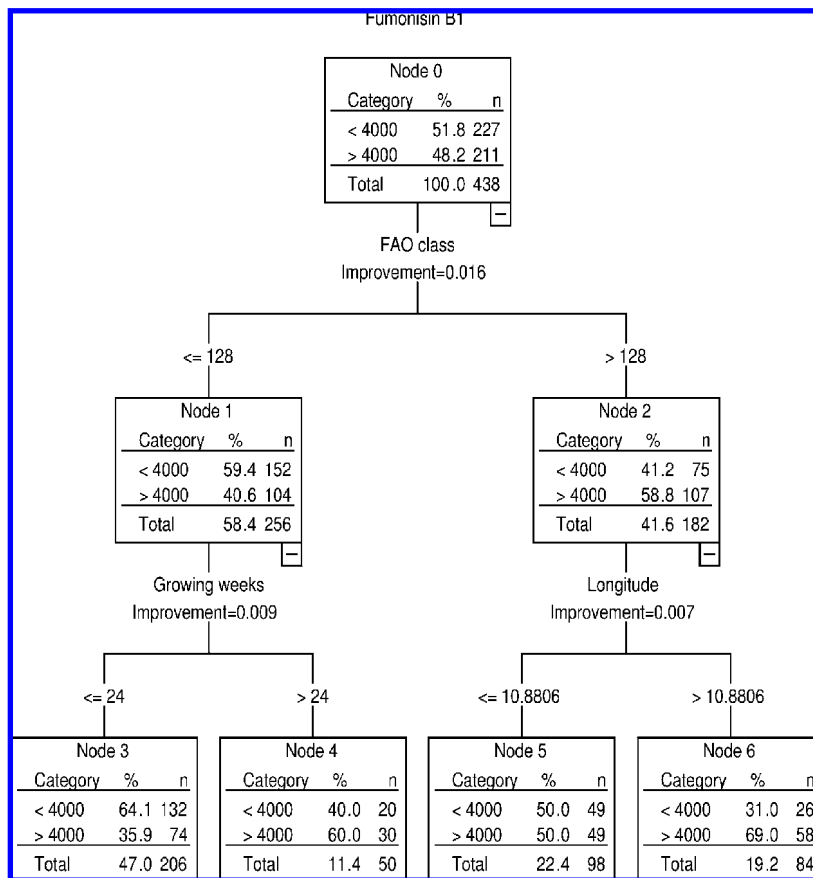 Fumonisin B1
Node 0
Category % n
< 4000 51.8 227
> 4000 48.2 211
Total 100.0 438
FAO class
Improvement=0.016
<= 128
> 128
Node 1
Category % n
< 4000 59.4 152
> 4000 40.6 104
Total 58.4 256
Node 2
Category % n
< 4000 41.2 75
> 4000 58.8 107
Total 41.6 182
Growing weeks
Improvement=0.009
Longitude
Improvement=0.007
<= 24
> 24
<= 10.8806
> 10.8806
Node 3
Category % n
< 4000 64.1 132
> 4000 35.9 74
Total 47.0 206
Node 4
Category % n
< 4000 40.0 20
> 4000 60.0 30
Total 11.4 50
Node 5
Category % n
< 4000 50.0 49
> 4000 50.0 49
Total 22.4 98
Node 6
Category % n
< 4000 31.0 26
> 4000 69.0 58
Total 19.2 84